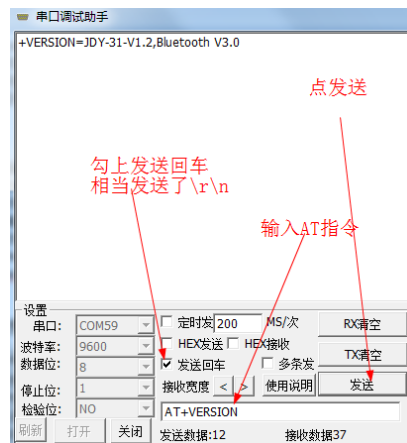 串口调试助手
+VERSION=JDY-31-V1.2,Bluetooth V3.0
点发送
勾上发送回车
相当发送了\r\n
输入AT指令
设置
串口: COM59 定时发 200 MS/次 RX清空
波特率: 9600 HEX发送 HEX接收 TX清空
数据位: 8 发送回车 多条发
停止位: 1 接收宽度 < > 使用说明 发送
检验位: NO AT+VERSION
刷新 打开 关闭 发送数据:12 接收数据37